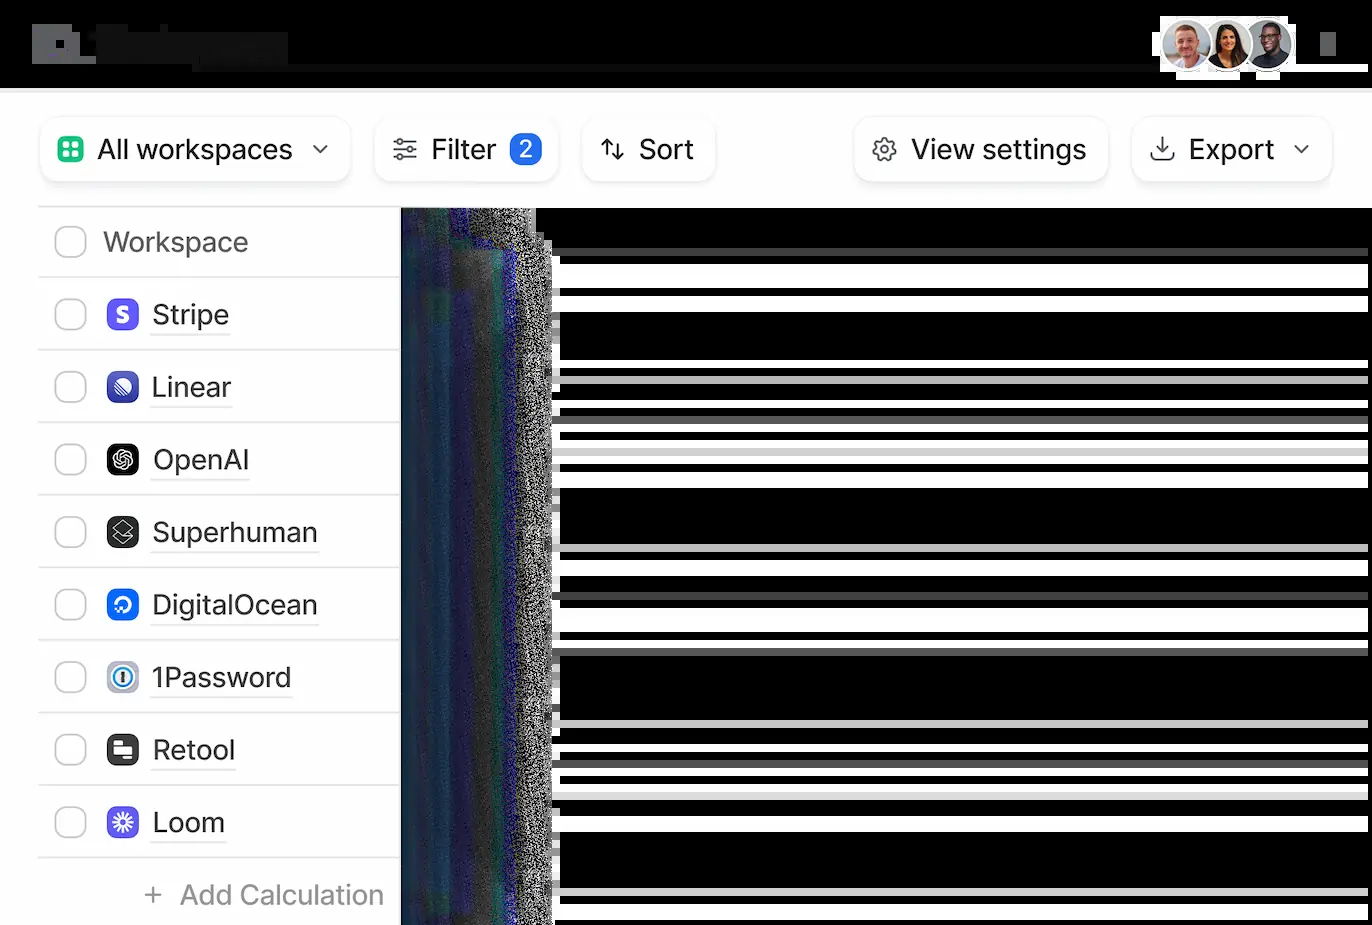 All workspaces Filter 2 Sort View settings Export
Workspace
Stripe
Linear
OpenAI
Superhuman
DigitalOcean
1Password
Retool
Loom
+ Add Calculation